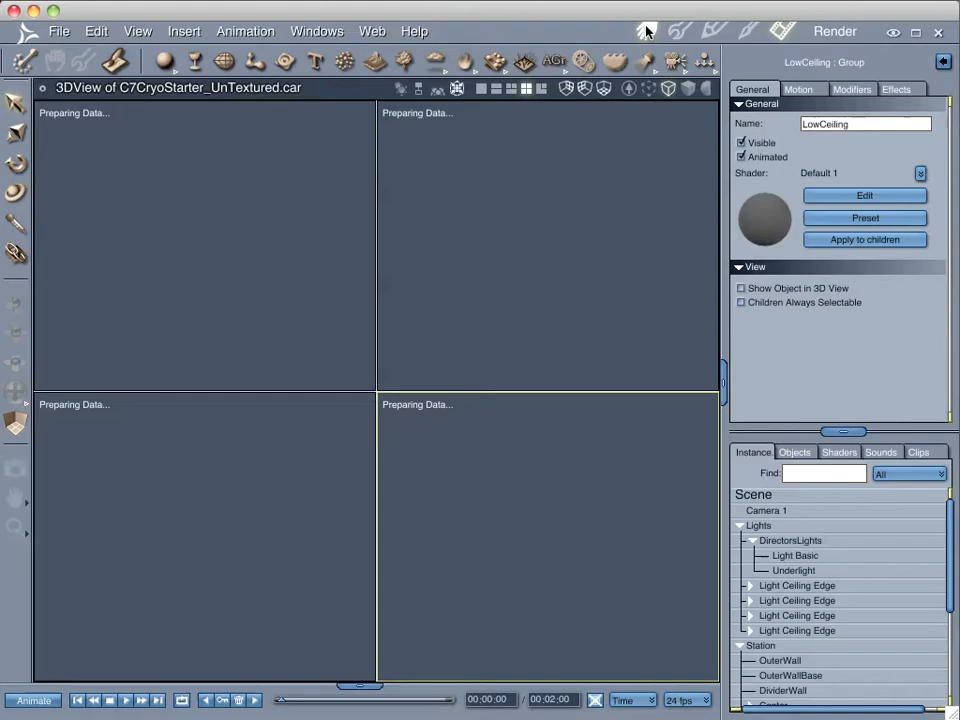 File Edit View Insert Animation Windows Web Help Render
LowCeiling : Group
3DView of C7CryoStarter_UnTextured.car
General Motion Modifiers Effects
General
Name: LowCeiling
Visible
Animated
Shader: Default 1
Edit
Preset
Apply to children
View
Show Object in 3D View
Children Always Selectable
Preparing Data...
Preparing Data...
Preparing Data...
Preparing Data...
Instance Objects Shaders Sounds Clips
Find: All
Scene
Camera 1
Lights
DirectorsLights
Light Basic
Underlight
Light Ceiling Edge
Light Ceiling Edge
Light Ceiling Edge
Light Ceiling Edge
Station
OuterWall
OuterWallBase
DividerWall
Animate 00:00:00 / 00:02:00 Time 24 fps